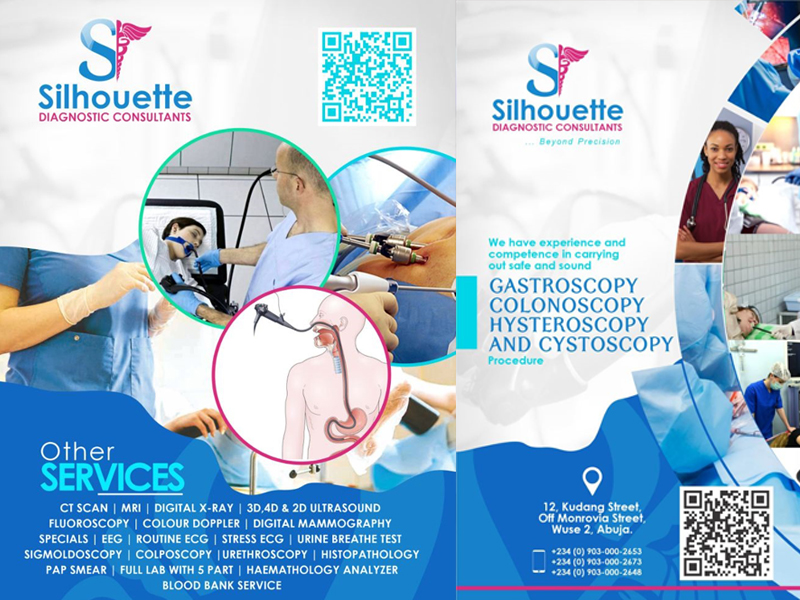 S
Silhouette
DIAGNOSTIC CONSULTANTS
Other
SERVICES
CT SCAN | MRI | DIGITAL X-RAY | 3D,4D & 2D ULTRASOUND
FLUOROSCOPY | COLOUR DOPPLER | DIGITAL MAMMOGRAPHY
SPECIALS | EEG | ROUTINE ECG | STRESS ECG | URINE BREATHE TEST
SIGMOLDOSCOPY | COLPOSCOPY |URETHROSCOPY | HISTOPATHOLOGY
PAP SMEAR | FULL LAB WITH 5 PART | HAEMATHOLOGY ANALYZER
BLOOD BANK SERVICE
S
Silhouette
DIAGNOSTIC CONSULTANTS
... Beyond Precision
We have experience and
competence in carrying
out safe and sound
GASTROSCOPY
COLONOSCOPY
HYSTEROSCOPY
AND CYSTOSCOPY
Procedure
12, Kudang Street,
Off Monrovia Street,
Wuse 2, Abuja.
+234 (0) 903-000-2653
+234 (0) 903-000-2673
+234 (0) 903-000-2648